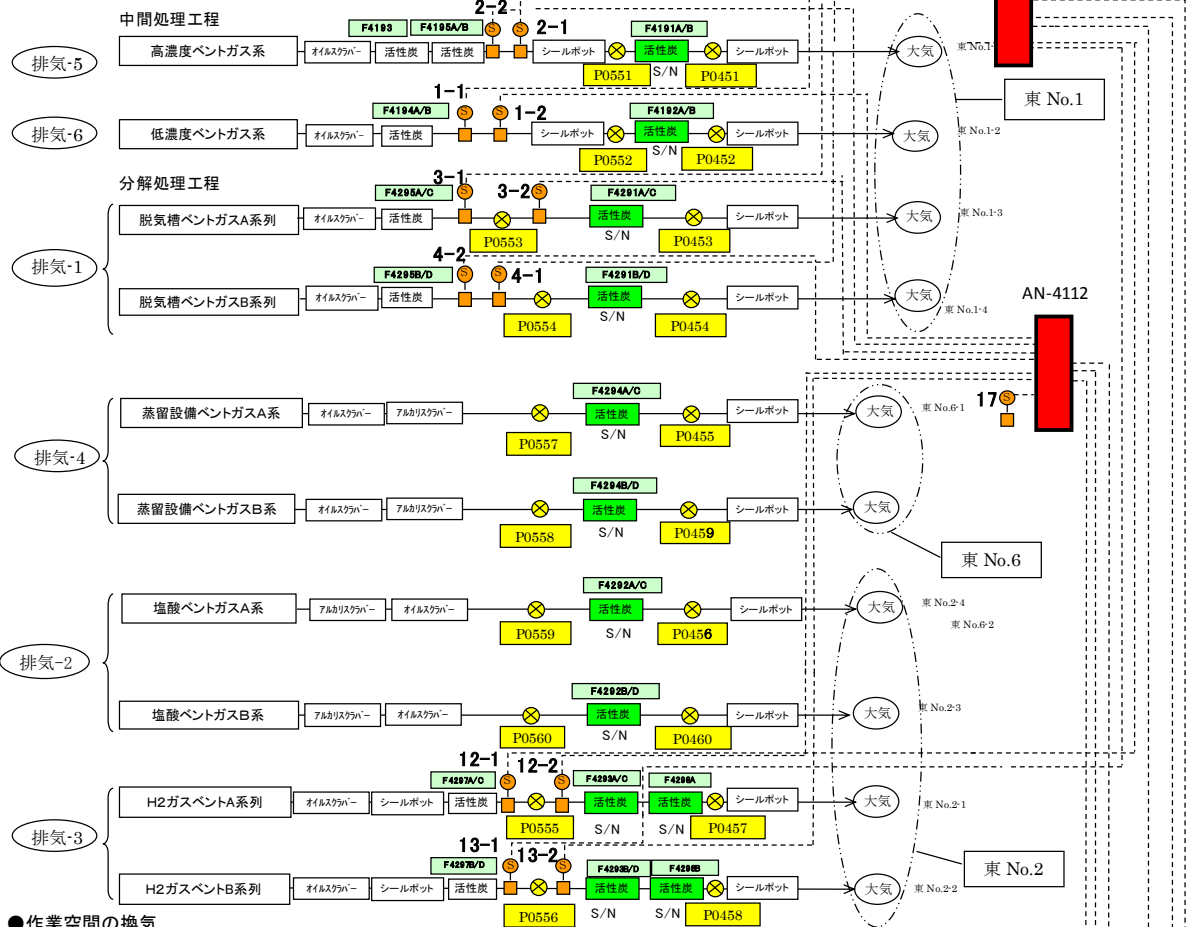 中間処理工程
2-2
F4193 F4195A/B 2-1 F4191A/B
排気-5 高濃度ベントガス系 オイルスクラバー 活性炭 活性炭 S S シールポット 活性炭 大気 東 No.1-
P0551 S/N P0451
東 No.1
1-1
F4194A/B S S 1-2 F4192A/B
排気-6 低濃度ベントガス系 オイルスクラバー 活性炭 シールポット 活性炭 大気 東 No.1-2
P0552 S/N P0452
分解処理工程
3-1
F4295A/C S 3-2 S F4291A/C
脱気槽ベントガスA系列 オイルスクラバー 活性炭 活性炭 シールポット 大気 東 No.1-3
P0553 S/N P0453
排気-1
4-2
F4295B/D S S 4-1 F4291B/D
脱気槽ベントガスB系列 オイルスクラバー 活性炭 活性炭 シールポット 大気 東 No.1-4
P0554 S/N P0454
AN-4112
F4294A/C
蒸留設備ベントガスA系 オイルスクラバー アルカリスクラバー 活性炭 シールポット 大気 東 No.6-1
17 S
P0557 S/N P0455
排気-4
F4294B/D
蒸留設備ベントガスB系 オイルスクラバー アルカリスクラバー 活性炭 シールポット 大気
P0558 S/N P0459
東 No.6
F4292A/C
塩酸ベントガスA系 アルカリスクラバー オイルスクラバー 活性炭 シールポット 大気 東 No.2-4
東 No.6-2
P0559 S/N P0456
排気-2
F4292B/D
塩酸ベントガスB系 アルカリスクラバー オイルスクラバー 活性炭 シールポット 大気 東 No.2-3
P0560 S/N P0460
12-1 12-2
F4297A/C S S F4293A/C F4296A
H2ガスベントA系列 オイルスクラバー シールポット 活性炭 活性炭 活性炭 シールポット 大気 東 No.2-1
P0555 S/N S/N P0457
排気-3
13-1 13-2
F4297B/D S S F4293B/D F4296B
H2ガスベントB系列 オイルスクラバー シールポット 活性炭 活性炭 活性炭 シールポット 大気 東 No.2-2
P0556 S/N S/N P0458
東 No.2
●作業空間の換気